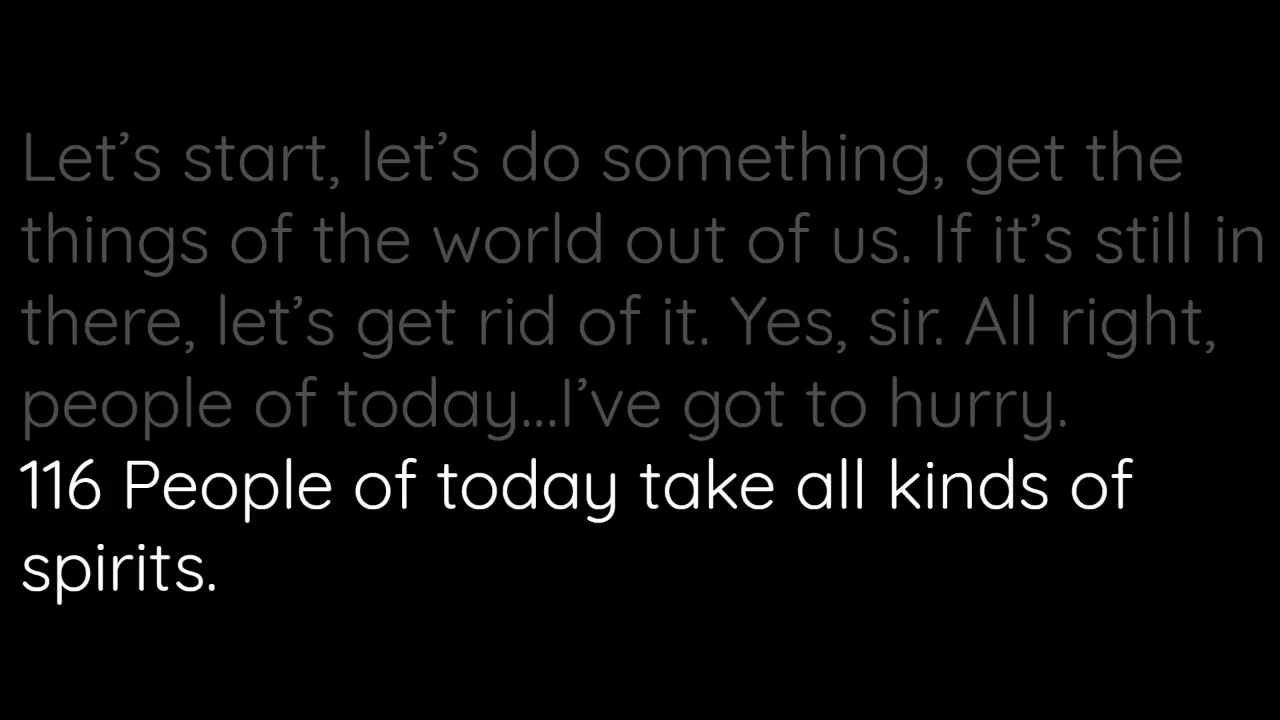 Let’s start, let’s do something, get the
things of the world out of us. If it’s still in
there, let’s get rid of it. Yes, sir. All right,
people of today...I’ve got to hurry.
116 People of today take all kinds of
spirits.